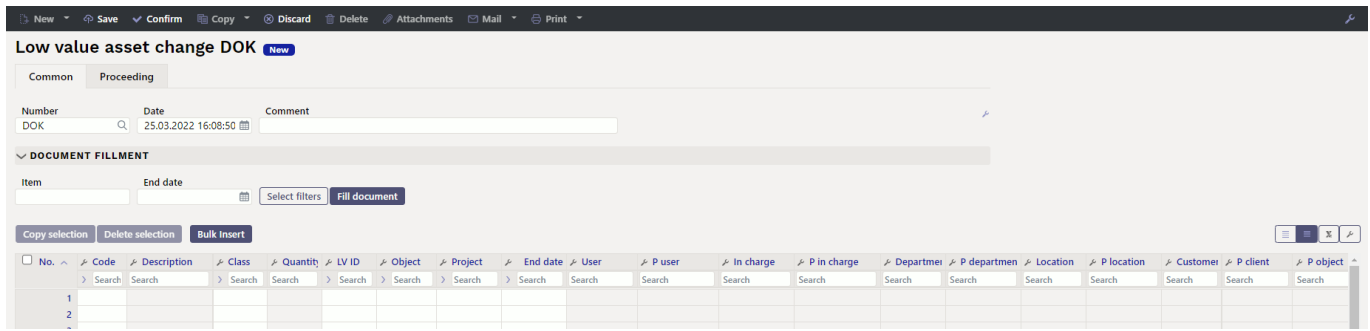 New Save Confirm Copy Discard Delete Attachments Mail Print
Low value asset change DOK New
Common Proceeding
Number Date Comment
DOK 25.03.2022 16:08:50
DOCUMENT FILLMENT
Item End date
Select filters Fill document
Copy selection Delete selection Bulk Insert
No. Code Description Class Quantity LV ID Object Project End date User P user In charge P in charge Departmen P departmen Location P location Customer P client P object
> Search Search > Search Search > Search > Search > Search > Search Search Search Search Search Search Search Search Search Search Search Search
1
2